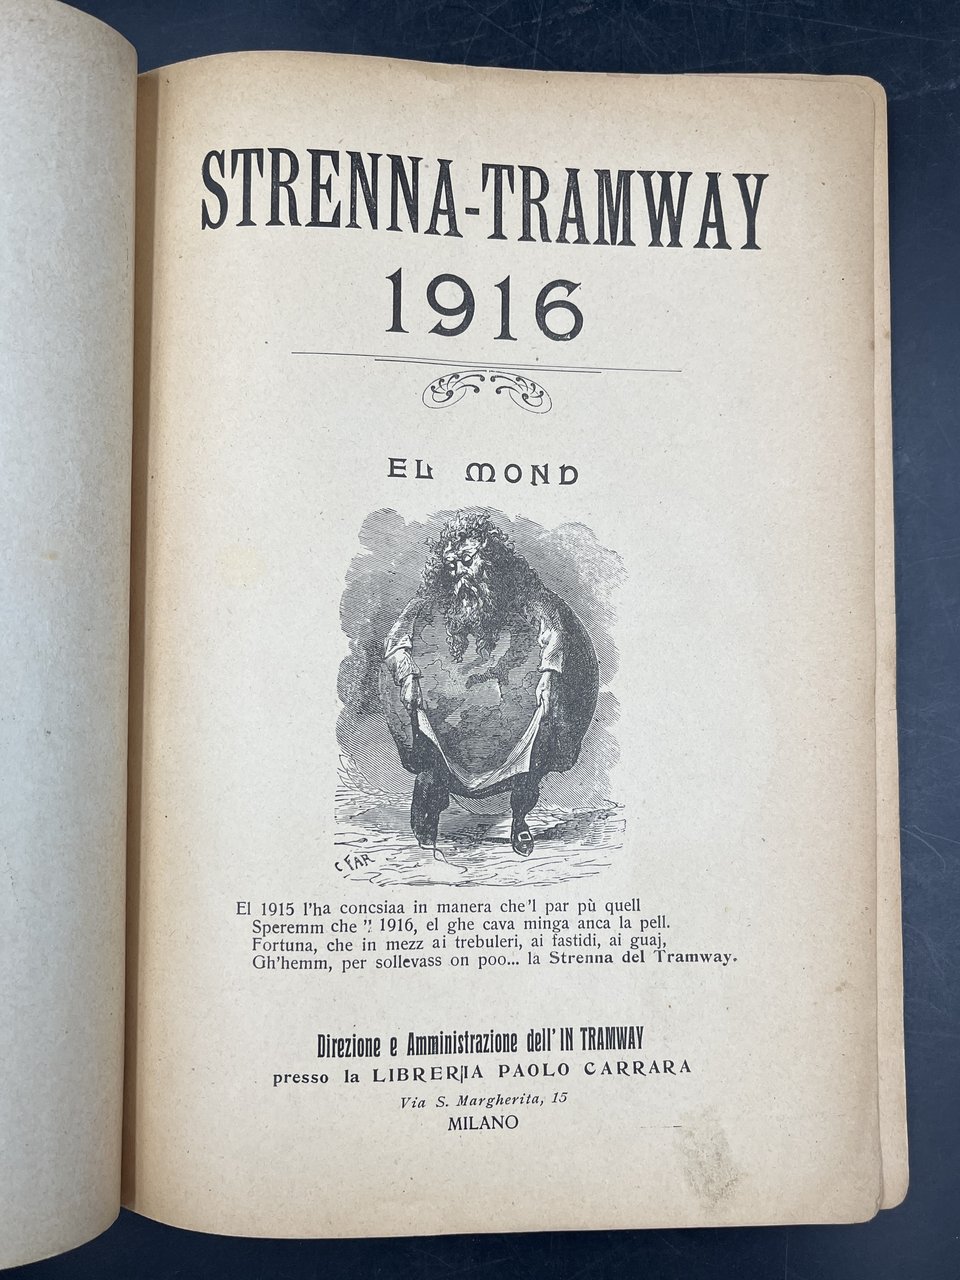 STRENNA-TRAMWAY
1916
EL MOND
C FAR
El 1915 l'ha concsiaa in manera che'l par pù quell
Speremm che " 1916, el ghe cava minga anca la pell.
Fortuna, che in mezz ai trebuleri, ai fastidi, ai guaj,
Gh'hemm, per sollevass on poo... la Strenna del Tramway.
Direzione e Amministrazione dell' IN TRAMWAY
presso la LIBRERIA PAOLO CARRARA
Via S. Margherita, 15
MILANO